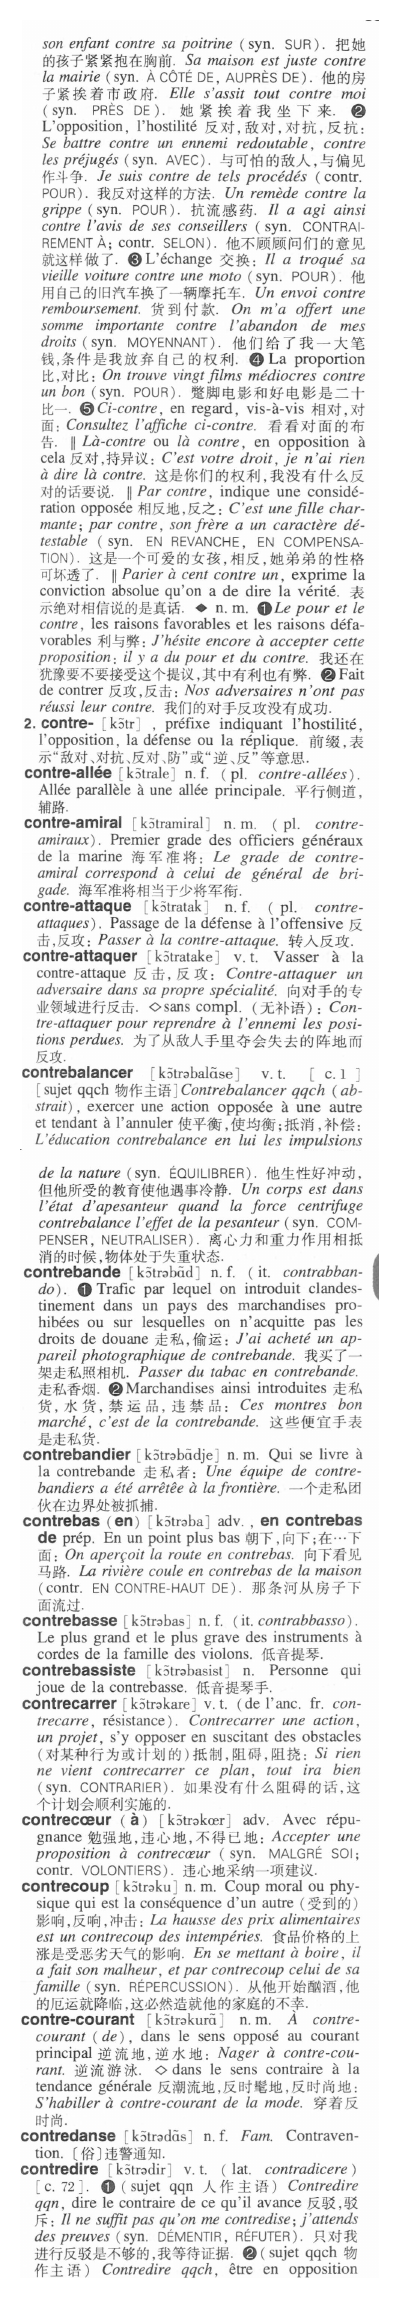 son enfant contre sa poitrine (syn. SUR). 把她
的孩子紧紧抱在胸前. Sa maison est juste contre
la mairie (syn. À CÔTÉ DE, AUPRÈS DE). 他的房
子紧挨着市政府. Elle s'assit tout contre moi
(syn. PRÈS DE). 她紧挨着我坐下来. ❷
L'opposition, l'hostilité 反对,敌对,对抗,反抗:
Se battre contre un ennemi redoutable, contre
les préjugés (syn. AVEC). 与可怕的敌人,与偏见
作斗争. Je suis contre de tels procédés (contr.
POUR). 我反对这样的方法. Un remède contre la
grippe (syn. POUR). 抗流感药. Il a agi ainsi
contre l'avis de ses conseillers (syn. CONTRAI-
REMENT À; contr. SELON). 他不顾顾问们的意见
就这样做了. ❸ L'échange 交换: Il a troqué sa
vieille voiture contre une moto (syn. POUR). 他
用自己的旧汽车换了一辆摩托车. Un envoi contre
remboursement. 货到付款. On m'a offert une
somme importante contre l'abandon de mes
droits (syn. MOYENNANT). 他们给了我一大笔
钱,条件是我放弃自己的权利. ❹ La proportion
比,对比: On trouve vingt films médiocres contre
un bon (syn. POUR). 蹩脚电影和好电影是二十
比一. ❺ Ci-contre, en regard, vis-à-vis 相对,对
面: Consultez l'affiche ci-contre. 看看对面的布
告. ‖ Là-contre ou là contre, en opposition à
cela 反对,持异议: C'est votre droit, je n'ai rien
à dire là contre. 这是你们的权利,我没有什么反
对的话要说. ‖ Par contre, indique une considé-
ration opposée 相反地,反之: C'est une fille char-
mante; par contre, son frère a un caractère dé-
testable (syn. EN REVANCHE, EN COMPENSA-
TION). 这是一个可爱的女孩,相反,她弟弟的性格
可坏透了. ‖ Parier à cent contre un, exprime la
conviction absolue qu'on a de dire la vérité. 表
示绝对相信说的是真话. ◆ n. m. ❶ Le pour et le
contre, les raisons favorables et les raisons défa-
vorables 利与弊: J'hésite encore à accepter cette
proposition: il y a du pour et du contre. 我还在
犹豫要不要接受这个提议,其中有利也有弊. ❷ Fait
de contrer 反攻,反击: Nos adversaires n'ont pas
réussi leur contre. 我们的对手反攻没有成功.
2. contre- [kɔ̃tr], préfixe indiquant l'hostilité,
l'opposition, la défense ou la réplique. 前缀,表
示“敌对、对抗、反对、防”或“逆、反”等意思.
contre-allée [kɔ̃trale] n. f. (pl. contre-allées).
Allée parallèle à une allée principale. 平行侧道,
辅路.
contre-amiral [kɔ̃tramiral] n. m. (pl. contre-
amiraux). Premier grade des officiers généraux
de la marine 海军准将: Le grade de contre-
amiral correspond à celui de général de bri-
gade. 海军准将相当于少将军衔.
contre-attaque [kɔ̃tratak] n. f. (pl. contre-
attaques). Passage de la défense à l'offensive 反
击,反攻: Passer à la contre-attaque. 转入反攻.
contre-attaquer [kɔ̃tratake] v. t. Vasser à la
contre-attaque 反击,反攻: Contre-attaquer un
adversaire dans sa propre spécialité. 向对手的专
业领域进行反击. ◇ sans compl. (无补语): Con-
tre-attaquer pour reprendre à l'ennemi les posi-
tions perdues. 为了从敌人手里夺会失去的阵地而
反攻.
contrebalancer [kɔ̃trəbalɑ̃se] v. t. [c. 1]
[sujet qqch 物作主语] Contrebalancer qqch (ab-
strait), exercer une action opposée à une autre
et tendant à l'annuler 使平衡,使均衡;抵消,补偿:
L'éducation contrebalance en lui les impulsions
de la nature (syn. ÉQUILIBRER). 他生性好冲动,
但他所受的教育使他遇事冷静. Un corps est dans
l'état d'apesanteur quand la force centrifuge
contrebalance l'effet de la pesanteur (syn. COM-
PENSER, NEUTRALISER). 离心力和重力作用相抵
消的时候,物体处于失重状态.
contrebande [kɔ̃trəbɑ̃d] n. f. (it. contrabban-
do). ❶ Trafic par lequel on introduit clandes-
tinement dans un pays des marchandises pro-
hibées ou sur lesquelles on n'acquitte pas les
droits de douane 走私,偷运: J'ai acheté un ap-
pareil photographique de contrebande. 我买了一
架走私照相机. Passer du tabac en contrebande.
走私香烟. ❷ Marchandises ainsi introduites 走私
货,水货,禁运品,违禁品: Ces montres bon
marché, c'est de la contrebande. 这些便宜手表
是走私货.
contrebandier [kɔ̃trəbɑ̃dje] n. m. Qui se livre à
la contrebande 走私者: Une équipe de contre-
bandiers a été arrêtée à la frontière. 一个走私团
伙在边界处被抓捕.
contrebas (en) [kɔ̃trəba] adv., en contrebas
de prép. En un point plus bas 朝下,向下;在…下
面: On aperçoit la route en contrebas. 向下看见
马路. La rivière coule en contrebas de la maison
(contr. EN CONTRE-HAUT DE). 那条河从房子下
面流过.
contrebasse [kɔ̃trəbas] n. f. (it. contrabbasso).
Le plus grand et le plus grave des instruments à
cordes de la famille des violons. 低音提琴.
contrebassiste [kɔ̃trəbasist] n. Personne qui
joue de la contrebasse. 低音提琴手.
contrecarrer [kɔ̃trəkare] v. t. (de l'anc. fr. con-
trecarre, résistance). Contrecarrer une action,
un projet, s'y opposer en suscitant des obstacles
(对某种行为或计划的)抵制,阻碍,阻挠: Si rien
ne vient contrecarrer ce plan, tout ira bien
(syn. CONTRARIER). 如果没有什么阻碍的话,这
个计划会顺利实施的.
contrecœur (à) [kɔ̃trəkœr] adv. Avec répu-
gnance 勉强地,违心地,不得已地: Accepter une
proposition à contrecœur (syn. MALGRÉ SOI;
contr. VOLONTIERS). 违心地采纳一项建议.
contrecoup [kɔ̃trəku] n. m. Coup moral ou phy-
sique qui est la conséquence d'un autre (受到的)
影响,反响,冲击: La hausse des prix alimentaires
est un contrecoup des intempéries. 食品价格的上
涨是受恶劣天气的影响. En se mettant à boire, il
a fait son malheur, et par contrecoup celui de sa
famille (syn. RÉPERCUSSION). 从他开始酗酒,他
的厄运就降临,这必然造就他的家庭的不幸.
contre-courant [kɔ̃trəkurɑ̃] n. m. À contre-
courant (de), dans le sens opposé au courant
principal 逆流地,逆水地: Nager à contre-cou-
rant. 逆流游泳. ◇ dans le sens contraire à la
tendance générale 反潮流地,反时髦地,反时尚地:
S'habiller à contre-courant de la mode. 穿着反
时尚.
contredanse [kɔ̃trədɑ̃s] n. f. Fam. Contraven-
tion. [俗]违警通知.
contredire [kɔ̃trədir] v. t. (lat. contradicere)
[c. 72]. ❶ (sujet qqn 人作主语) Contredire
qqn, dire le contraire de ce qu'il avance 反驳,驳
斥: Il ne suffit pas qu'on me contredise; j'attends
des preuves (syn. DÉMENTIR, RÉFUTER). 只对我
进行反驳是不够的,我等待证据. ❷ (sujet qqch 物
作主语) Contredire qqch, être en opposition